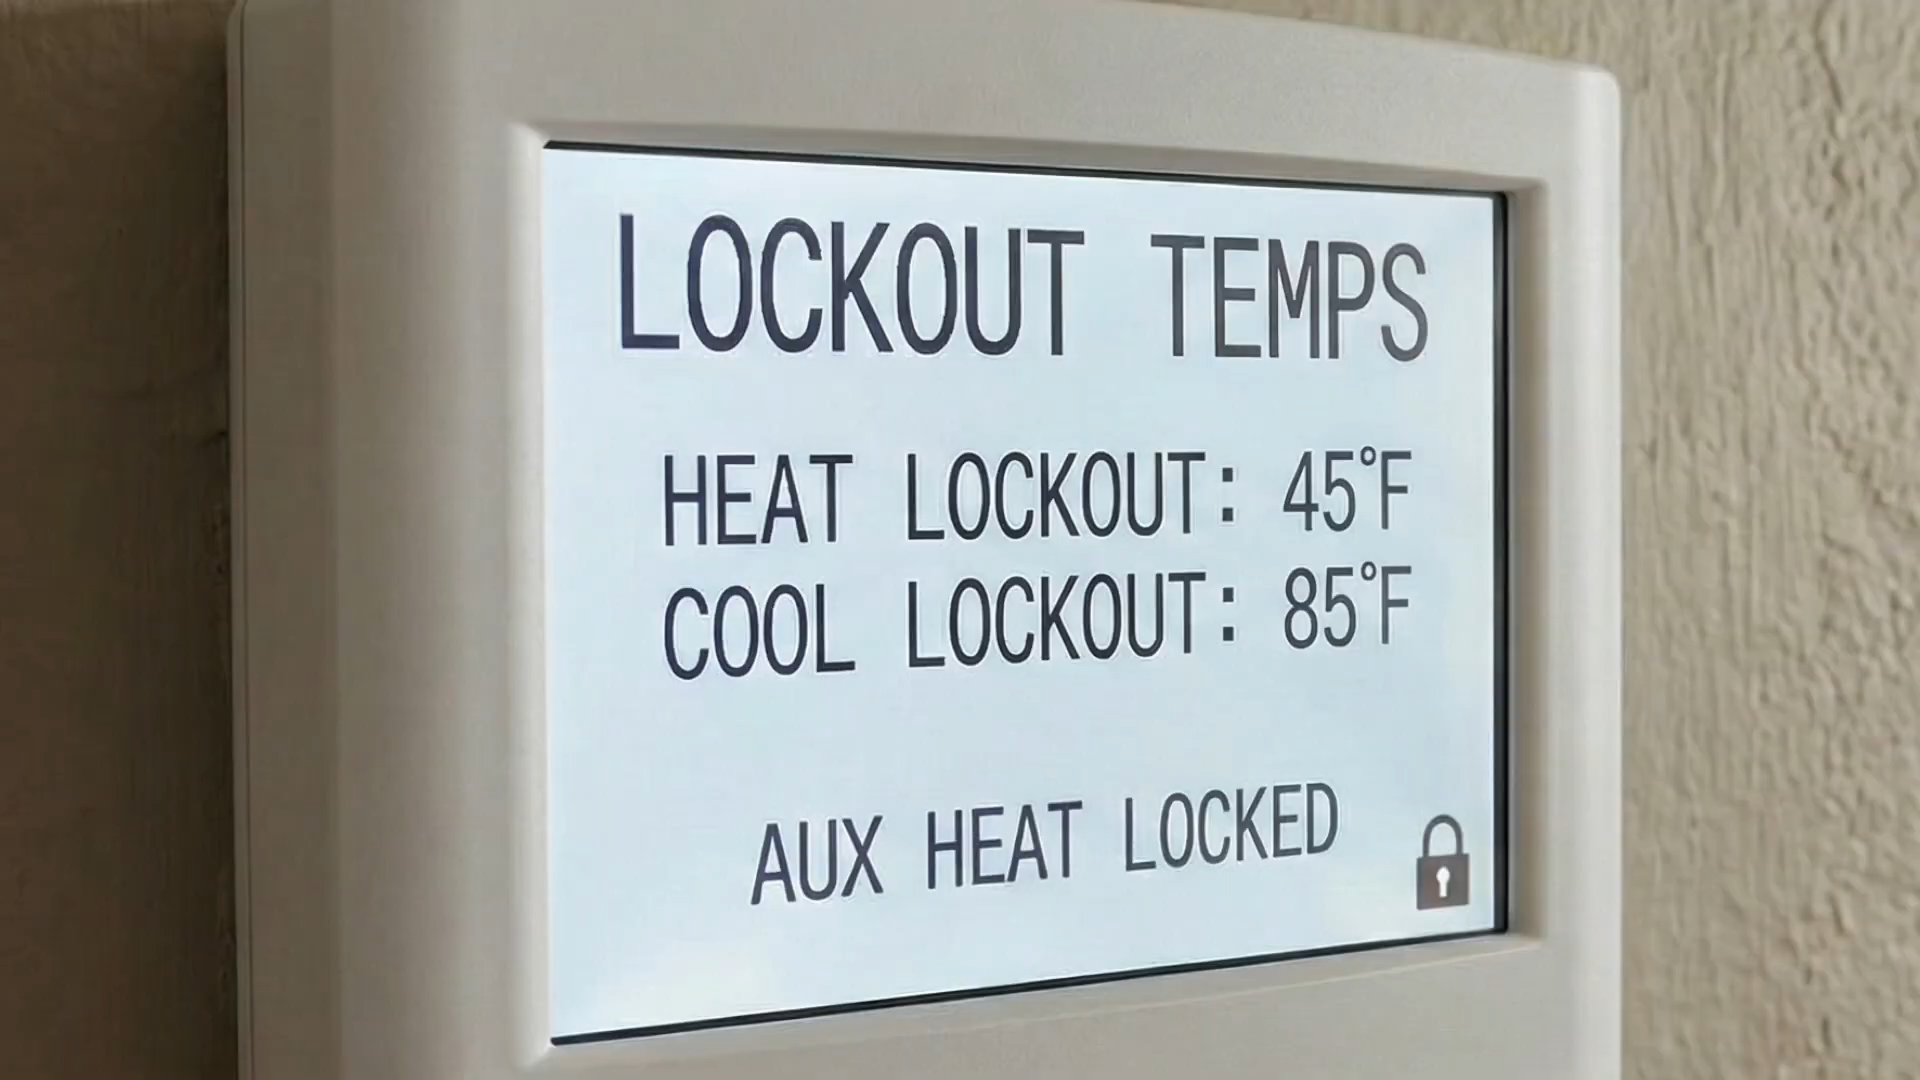 LOCKOUT TEMPS
HEAT LOCKOUT: 45°F
COOL LOCKOUT: 85°F
AUX HEAT LOCKED